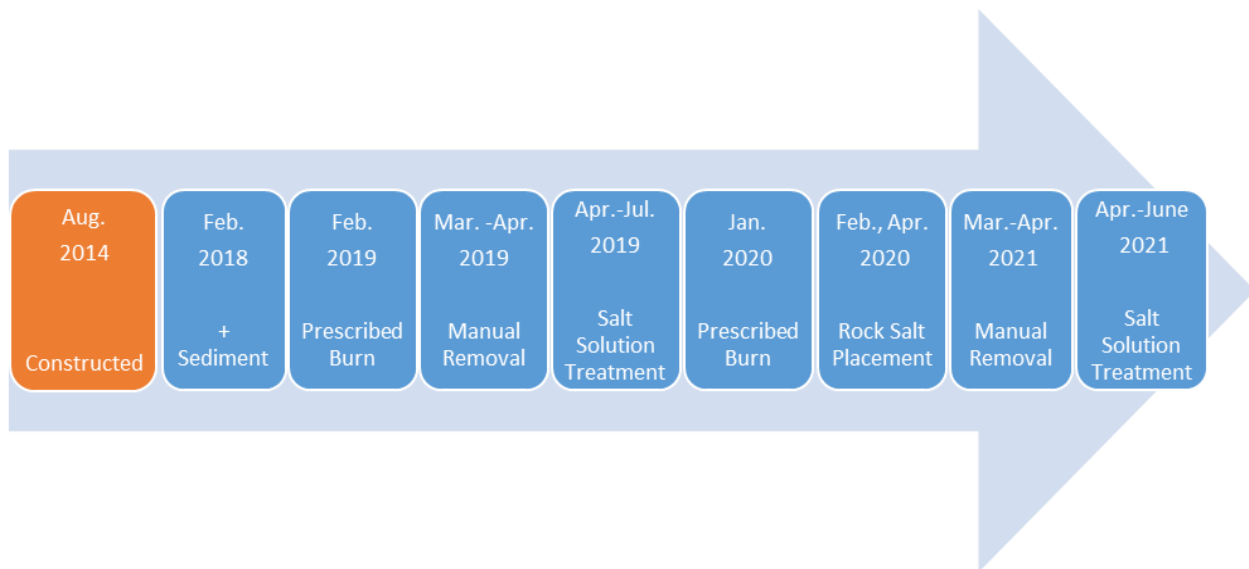 Aug.
2014
Constructed
Feb.
2018
+
Sediment
Feb.
2019
Prescribed
Burn
Mar. -Apr.
2019
Manual
Removal
Apr.-Jul.
2019
Salt
Solution
Treatment
Jan.
2020
Prescribed
Burn
Feb., Apr.
2020
Rock Salt
Placement
Mar.-Apr.
2021
Manual
Removal
Apr.-June
2021
Salt
Solution
Treatment